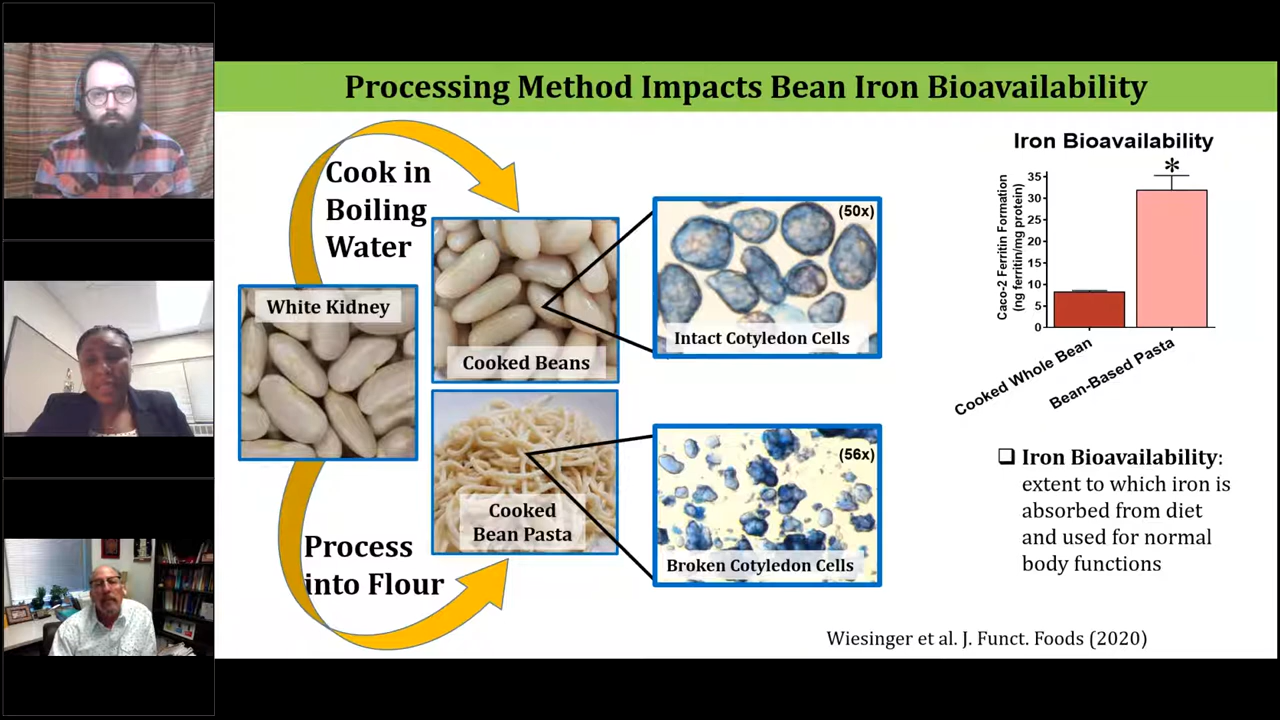 Processing Method Impacts Bean Iron Bioavailability
Cook in
Boiling
Water
White Kidney
Cooked Beans
(50x)
Intact Cotyledon Cells
Process
into Flour
Cooked
Bean Pasta
(56x)
Broken Cotyledon Cells
Iron Bioavailability
*
Caco-2 Ferritin Formation
(ng ferritin/mg protein)
35
30
25
20
15
10
5
0
Cooked Whole Bean
Bean-Based Pasta
❑ Iron Bioavailability:
extent to which iron is
absorbed from diet
and used for normal
body functions
Wiesinger et al. J. Funct. Foods (2020)